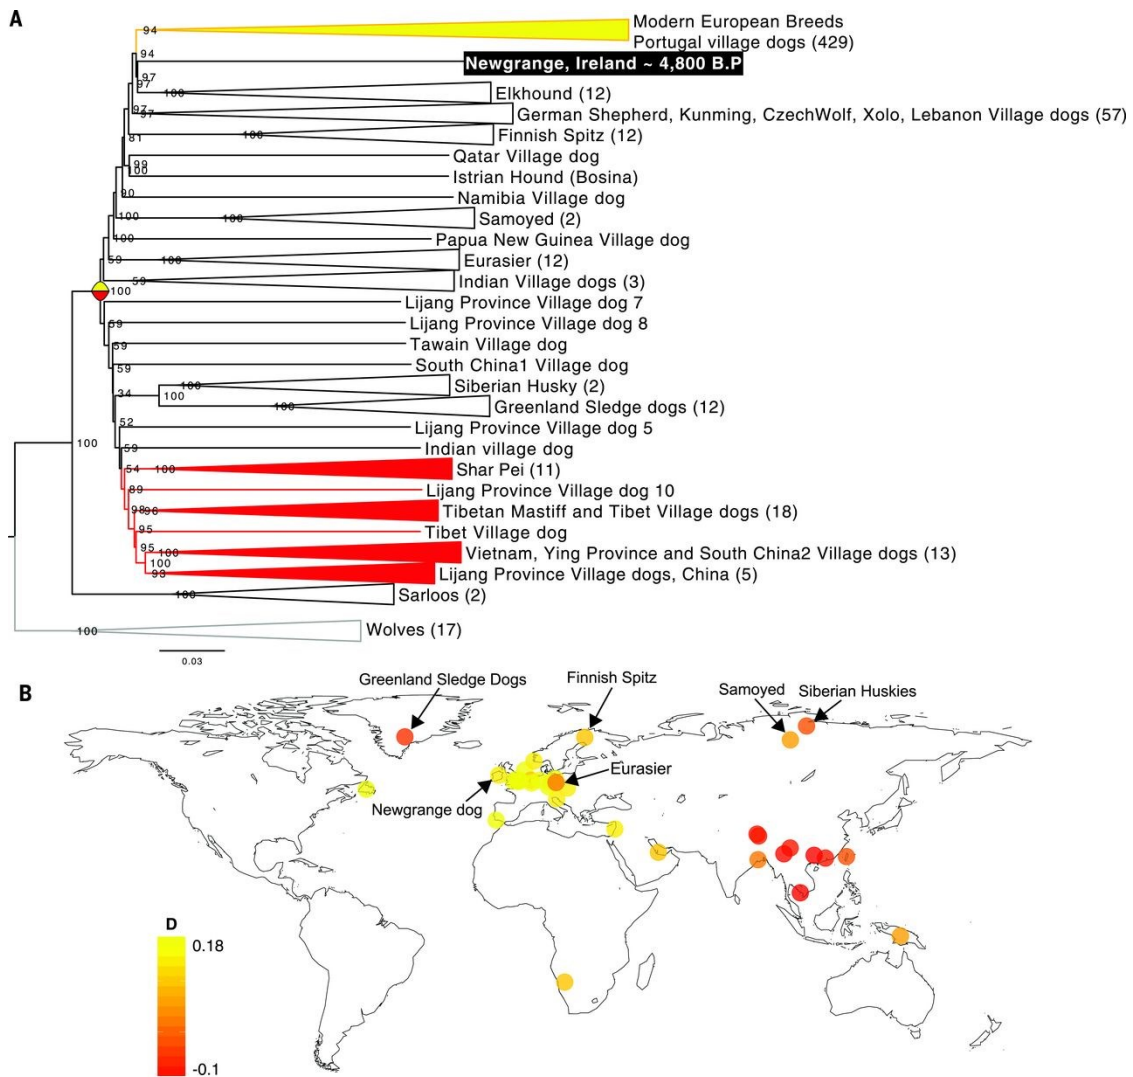 A
94
Modern European Breeds
Portugal village dogs (429)
94
Newgrange, Ireland ~ 4,800 B.P
97
97
100
Elkhound (12)
97
97
German Shepherd, Kunming, CzechWolf, Xolo, Lebanon Village dogs (57)
81
100
Finnish Spitz (12)
99
Qatar Village dog
100
Istrian Hound (Bosina)
90
Namibia Village dog
100
100
Samoyed (2)
100
Papua New Guinea Village dog
59
100
Eurasier (12)
59
Indian Village dogs (3)
100
Lijang Province Village dog 7
59
Lijang Province Village dog 8
59
Tawain Village dog
59
South China1 Village dog
100
Siberian Husky (2)
34
100
100
Greenland Sledge dogs (12)
52
Lijang Province Village dog 5
100
59
Indian village dog
54
100
Shar Pei (11)
89
Lijang Province Village dog 10
98
96
Tibetan Mastiff and Tibet Village dogs (18)
95
Tibet Village dog
95
100
Vietnam, Ying Province and South China2 Village dogs (13)
100
93
Lijang Province Village dogs, China (5)
100
Sarloos (2)
100
Wolves (17)
0.03
B
Greenland Sledge Dogs
Finnish Spitz
Samoyed
Siberian Huskies
Eurasier
Newgrange dog
D
0.18
-0.1